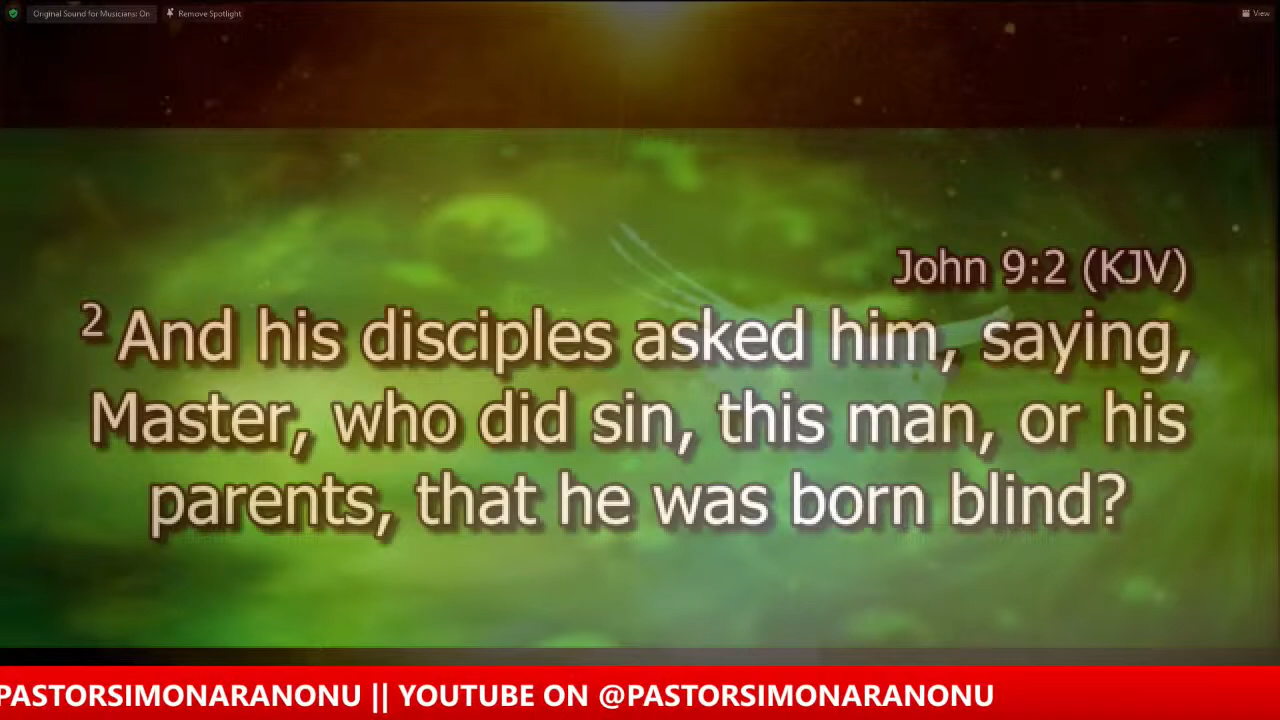 Original Sound for Musicians: On
Remove Spotlight
View
John 9:2 (KJV)
2 And his disciples asked him, saying,
Master, who did sin, this man, or his
parents, that he was born blind?
PASTORSIMONARANONU || YOUTUBE ON @PASTORSIMONARANONU